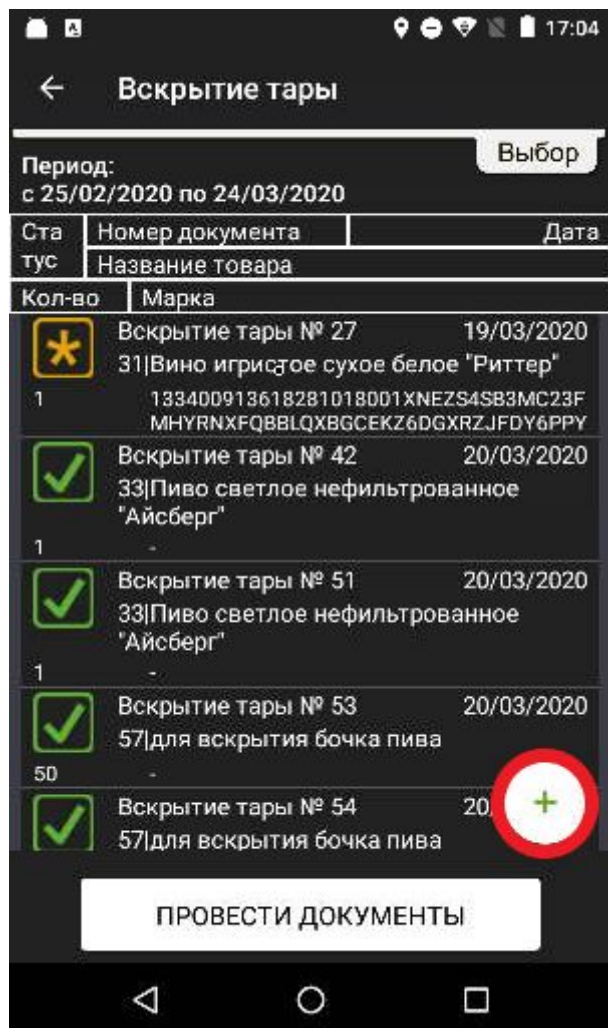 17:04
Вскрытие тары
Выбор
Период:
с 25/02/2020 по 24/03/2020
Ста
тус
Номер документа Дата
Название товара
Кол-во Марка
Вскрытие тары № 27 19/03/2020
31|Вино игристое сухое белое "Риттер"
1 133400913618281018001XNEZS4SB3MC23F
MHYRNXFQBBLQXBGCEKZ6DGXRZJFDY6PPY
Вскрытие тары № 42 20/03/2020
33|Пиво светлое нефильтрованное
"Айсберг"
1 -
Вскрытие тары № 51 20/03/2020
33|Пиво светлое нефильтрованное
"Айсберг"
1 -
Вскрытие тары № 53 20/03/2020
57|для вскрытия бочка пива
50 -
Вскрытие тары № 54 20/
57|для вскрытия бочка пива
+
ПРОВЕСТИ ДОКУМЕНТЫ